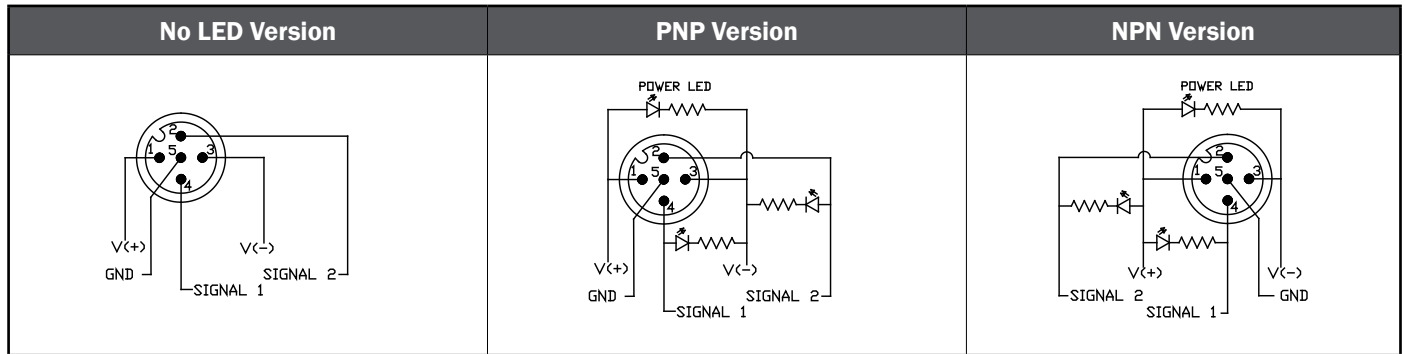 No LED Version
PNP Version
NPN Version
2
1 5 3
4
V(+) V(-)
GND SIGNAL 2
SIGNAL 1
POWER LED
2
1 5 3
4
V(+) V(-)
GND SIGNAL 2
SIGNAL 1
POWER LED
2
1 5 3
4
V(+) V(-)
SIGNAL 2 GND
SIGNAL 1